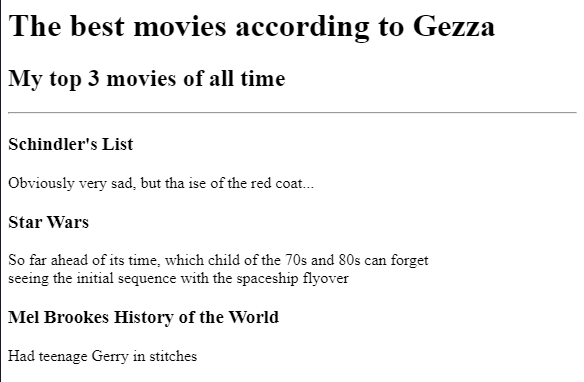 The best movies according to Gezza
My top 3 movies of all time
Schindler's List
Obviously very sad, but tha ise of the red coat...
Star Wars
So far ahead of its time, which child of the 70s and 80s can forget
seeing the initial sequence with the spaceship flyover
Mel Brookes History of the World
Had teenage Gerry in stitches